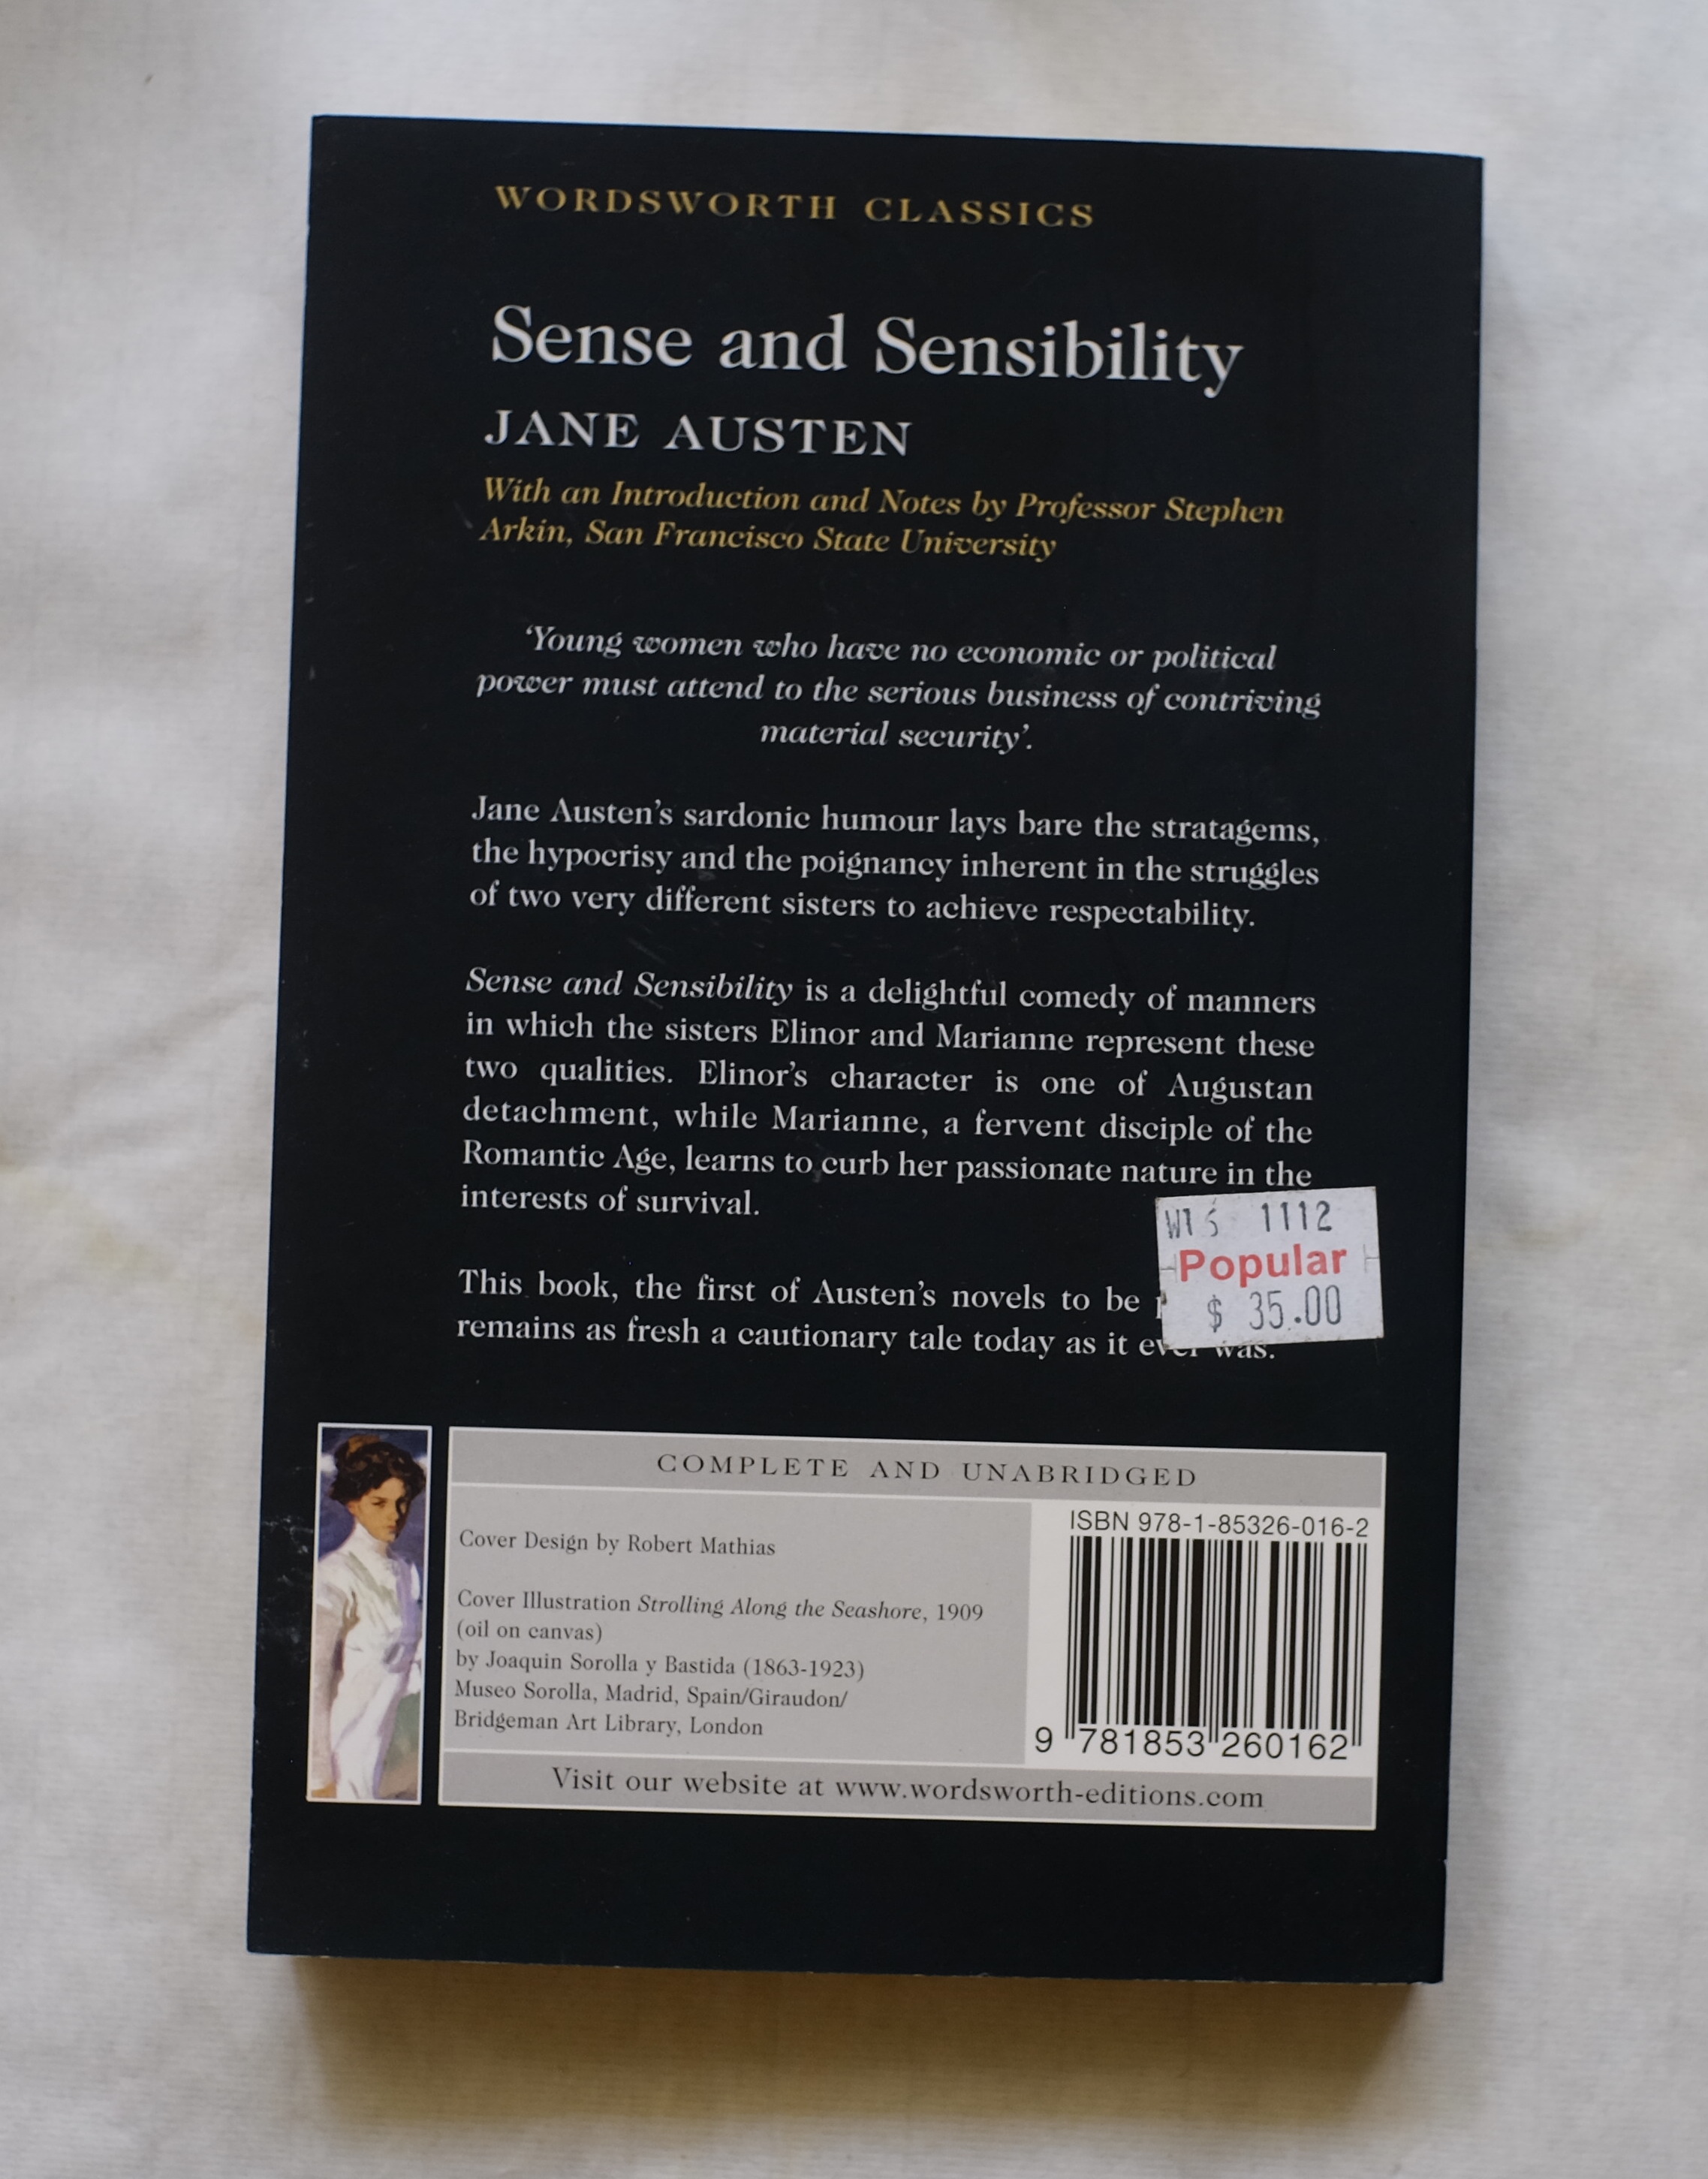 WORDSWORTH CLASSICS
Sense and Sensibility
JANE AUSTEN
With an Introduction and Notes by Professor Stephen
Arkin, San Francisco State University
‘Young women who have no economic or political
power must attend to the serious business of contriving
material security’.
Jane Austen’s sardonic humour lays bare the stratagems,
the hypocrisy and the poignancy inherent in the struggles
of two very different sisters to achieve respectability.
Sense and Sensibility is a delightful comedy of manners
in which the sisters Elinor and Marianne represent these
two qualities. Elinor’s character is one of Augustan
detachment, while Marianne, a fervent disciple of the
Romantic Age, learns to curb her passionate nature in the
interests of survival.
This book, the first of Austen’s novels to be
remains as fresh a cautionary tale today as it ever was.
1112
Popular
$ 35.00
COMPLETE AND UNABRIDGED
Cover Design by Robert Mathias
Cover Illustration Strolling Along the Seashore, 1909
(oil on canvas)
by Joaquin Sorolla y Bastida (1863-1923)
Museo Sorolla, Madrid, Spain/Giraudon/
Bridgeman Art Library, London
ISBN 978-1-85326-016-2
9 781853 260162
Visit our website at www.wordsworth-editions.com